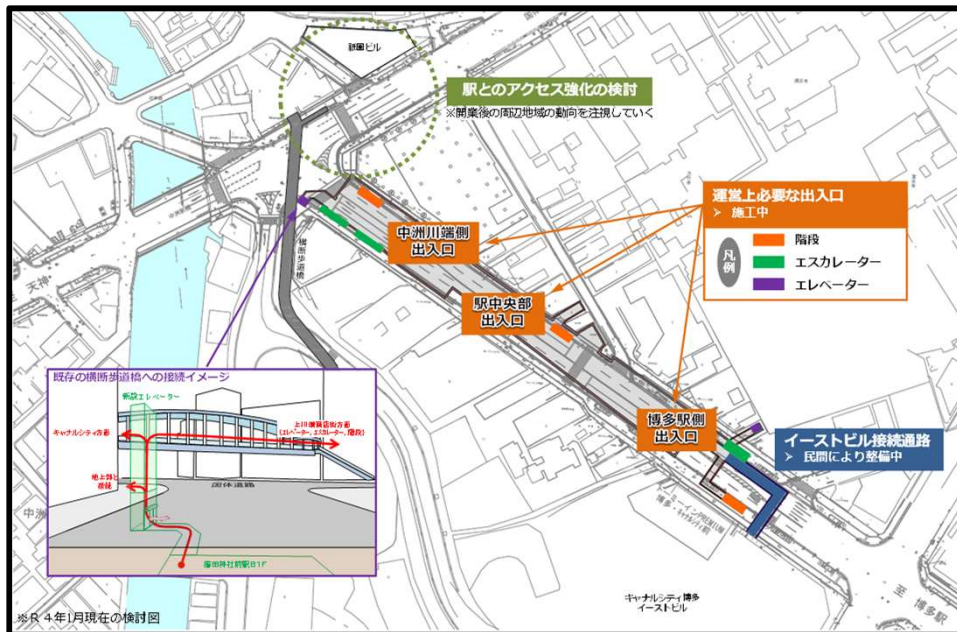 祇園ビル
駅とのアクセス強化の検討
※開業後の周辺地域の動向を注視していく
運営上必要な出入口
➢ 施工中
凡例
階段
エスカレーター
エレベーター
中洲川端側
出入口
横断歩道橋
至 天神
駅中央部
出入口
既存の横断歩道橋への接続イメージ
新設エレベーター
キャナルシティ方面
上川端商店街方面
(エレベーター、エスカレーター、階段)
地上部と
接続
国体道路
櫛田神社前駅B1F
博多駅側
出入口
イーストビル接続通路
➢ 民間により整備中
中洲
キャナルシティ博多
イーストビル
至 博多駅
※R4年1月現在の検討図